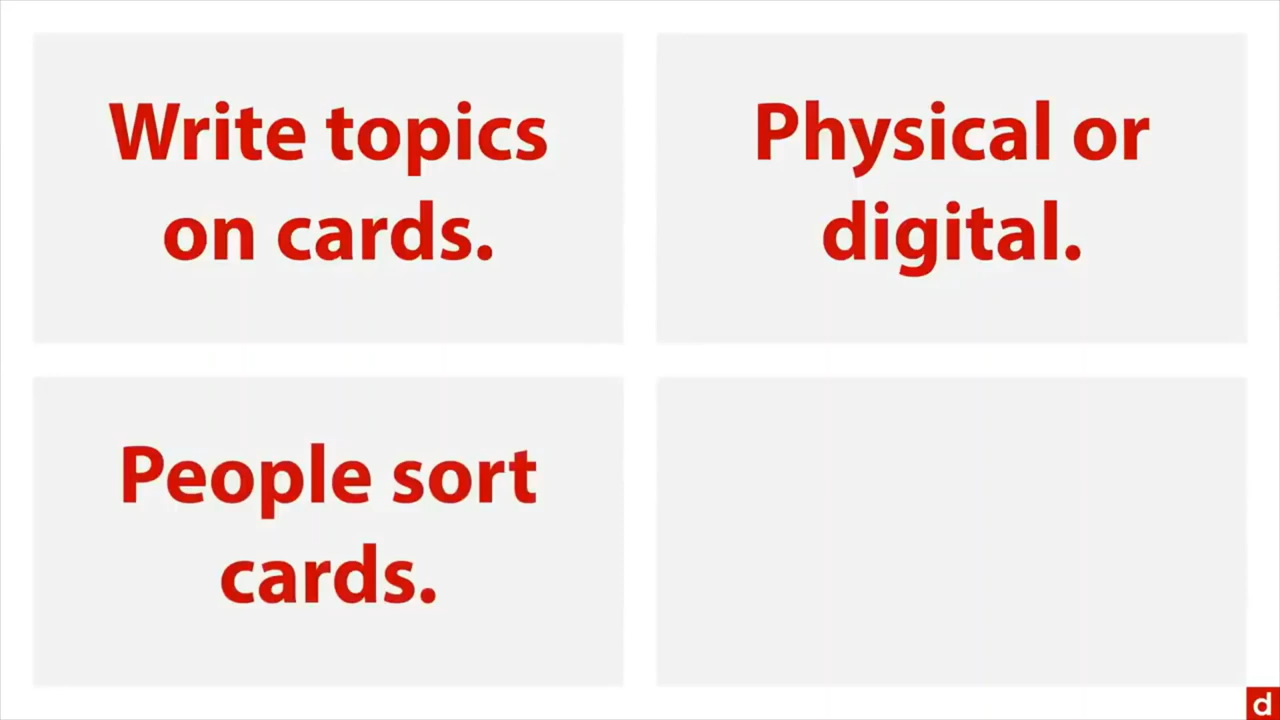 Write topics
on cards.
Physical or
digital.
People sort
cards.
d